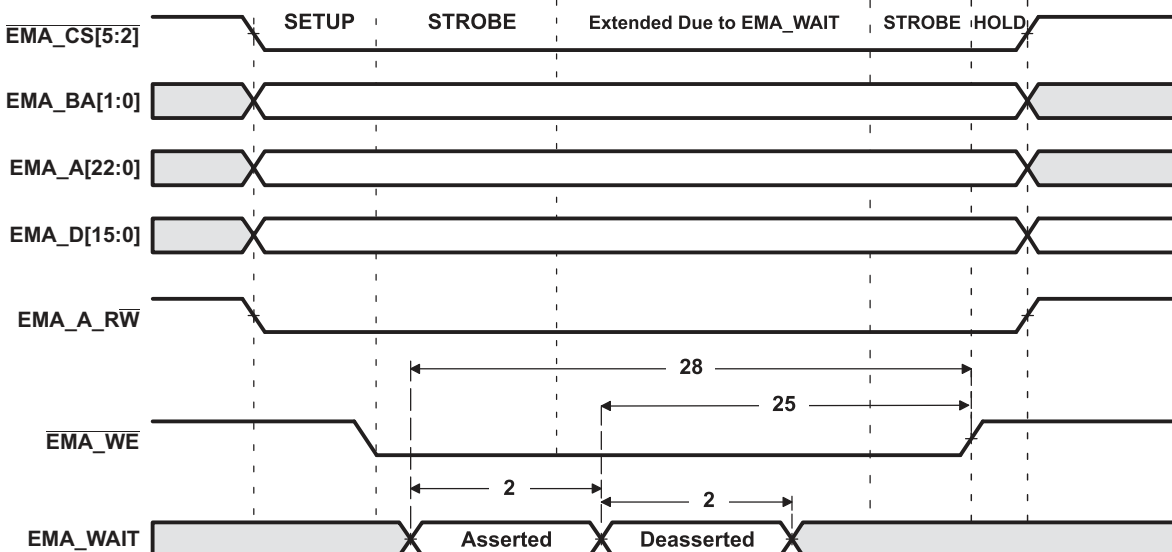 SETUP STROBE Extended Due to EMA_WAIT STROBE HOLD
EMA_CS[5:2]
EMA_BA[1:0]
EMA_A[22:0]
EMA_D[15:0]
EMA_A_RW
28
25
EMA_WE
2
2
EMA_WAIT Asserted Deasserted